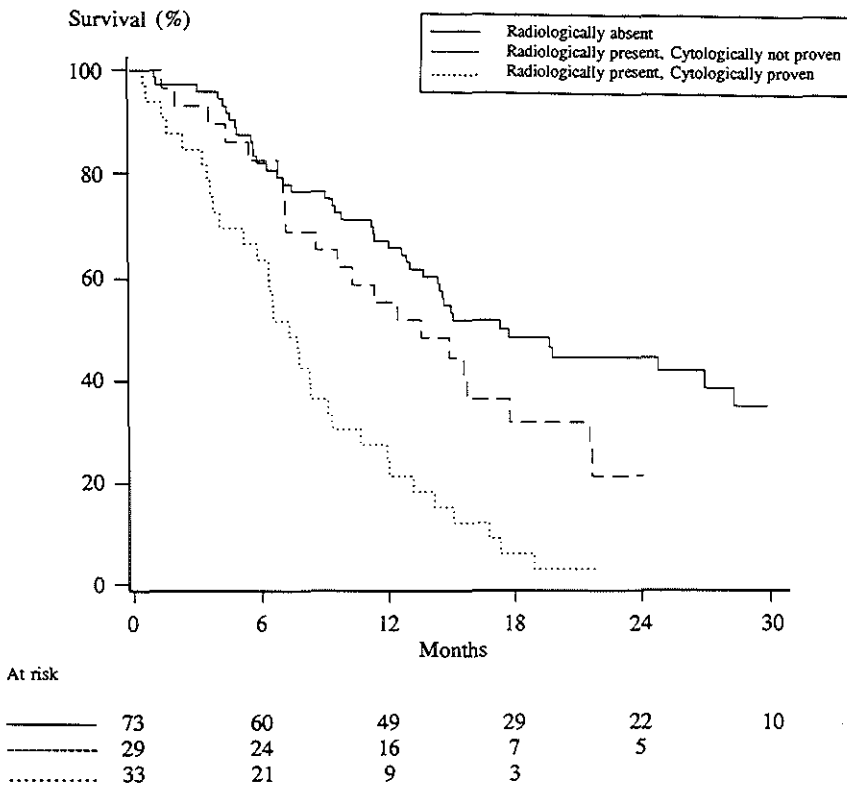 Survival (%)
Radiologically absent
Radiologically present, Cytologically not proven
Radiologically present, Cytologically proven
100
80
60
40
20
0
0 6 12 18 24 30
Months
At risk
73 60 49 29 22 10
29 24 16 7 5
33 21 9 3